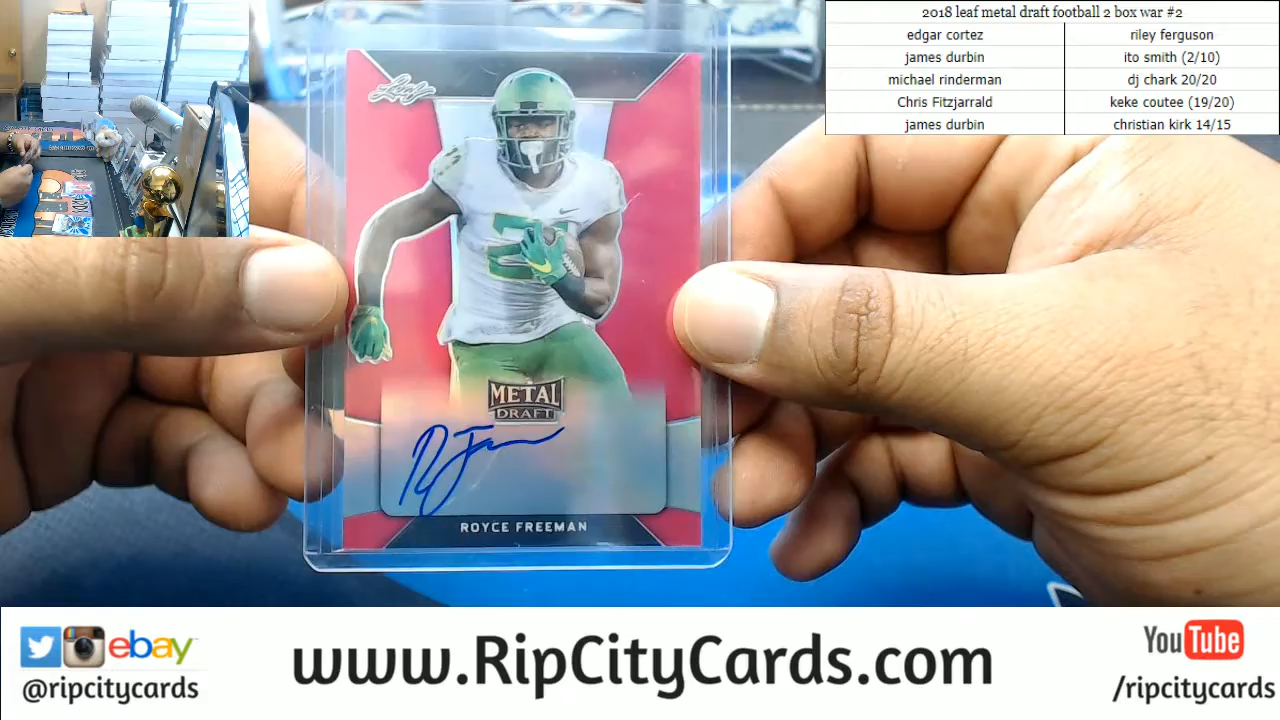 2018 leaf metal draft football 2 box war #2
edgar cortez riley ferguson
james durbin ito smith (2/10)
michael rinderman dj chark 20/20
Chris Fitzjarrald keke coutee (19/20)
james durbin christian kirk 14/15
Leaf
METAL
DRAFT
ROYCE FREEMAN
ebay
@ripcitycards
www.RipCityCards.com
YouTube
/ripcitycards